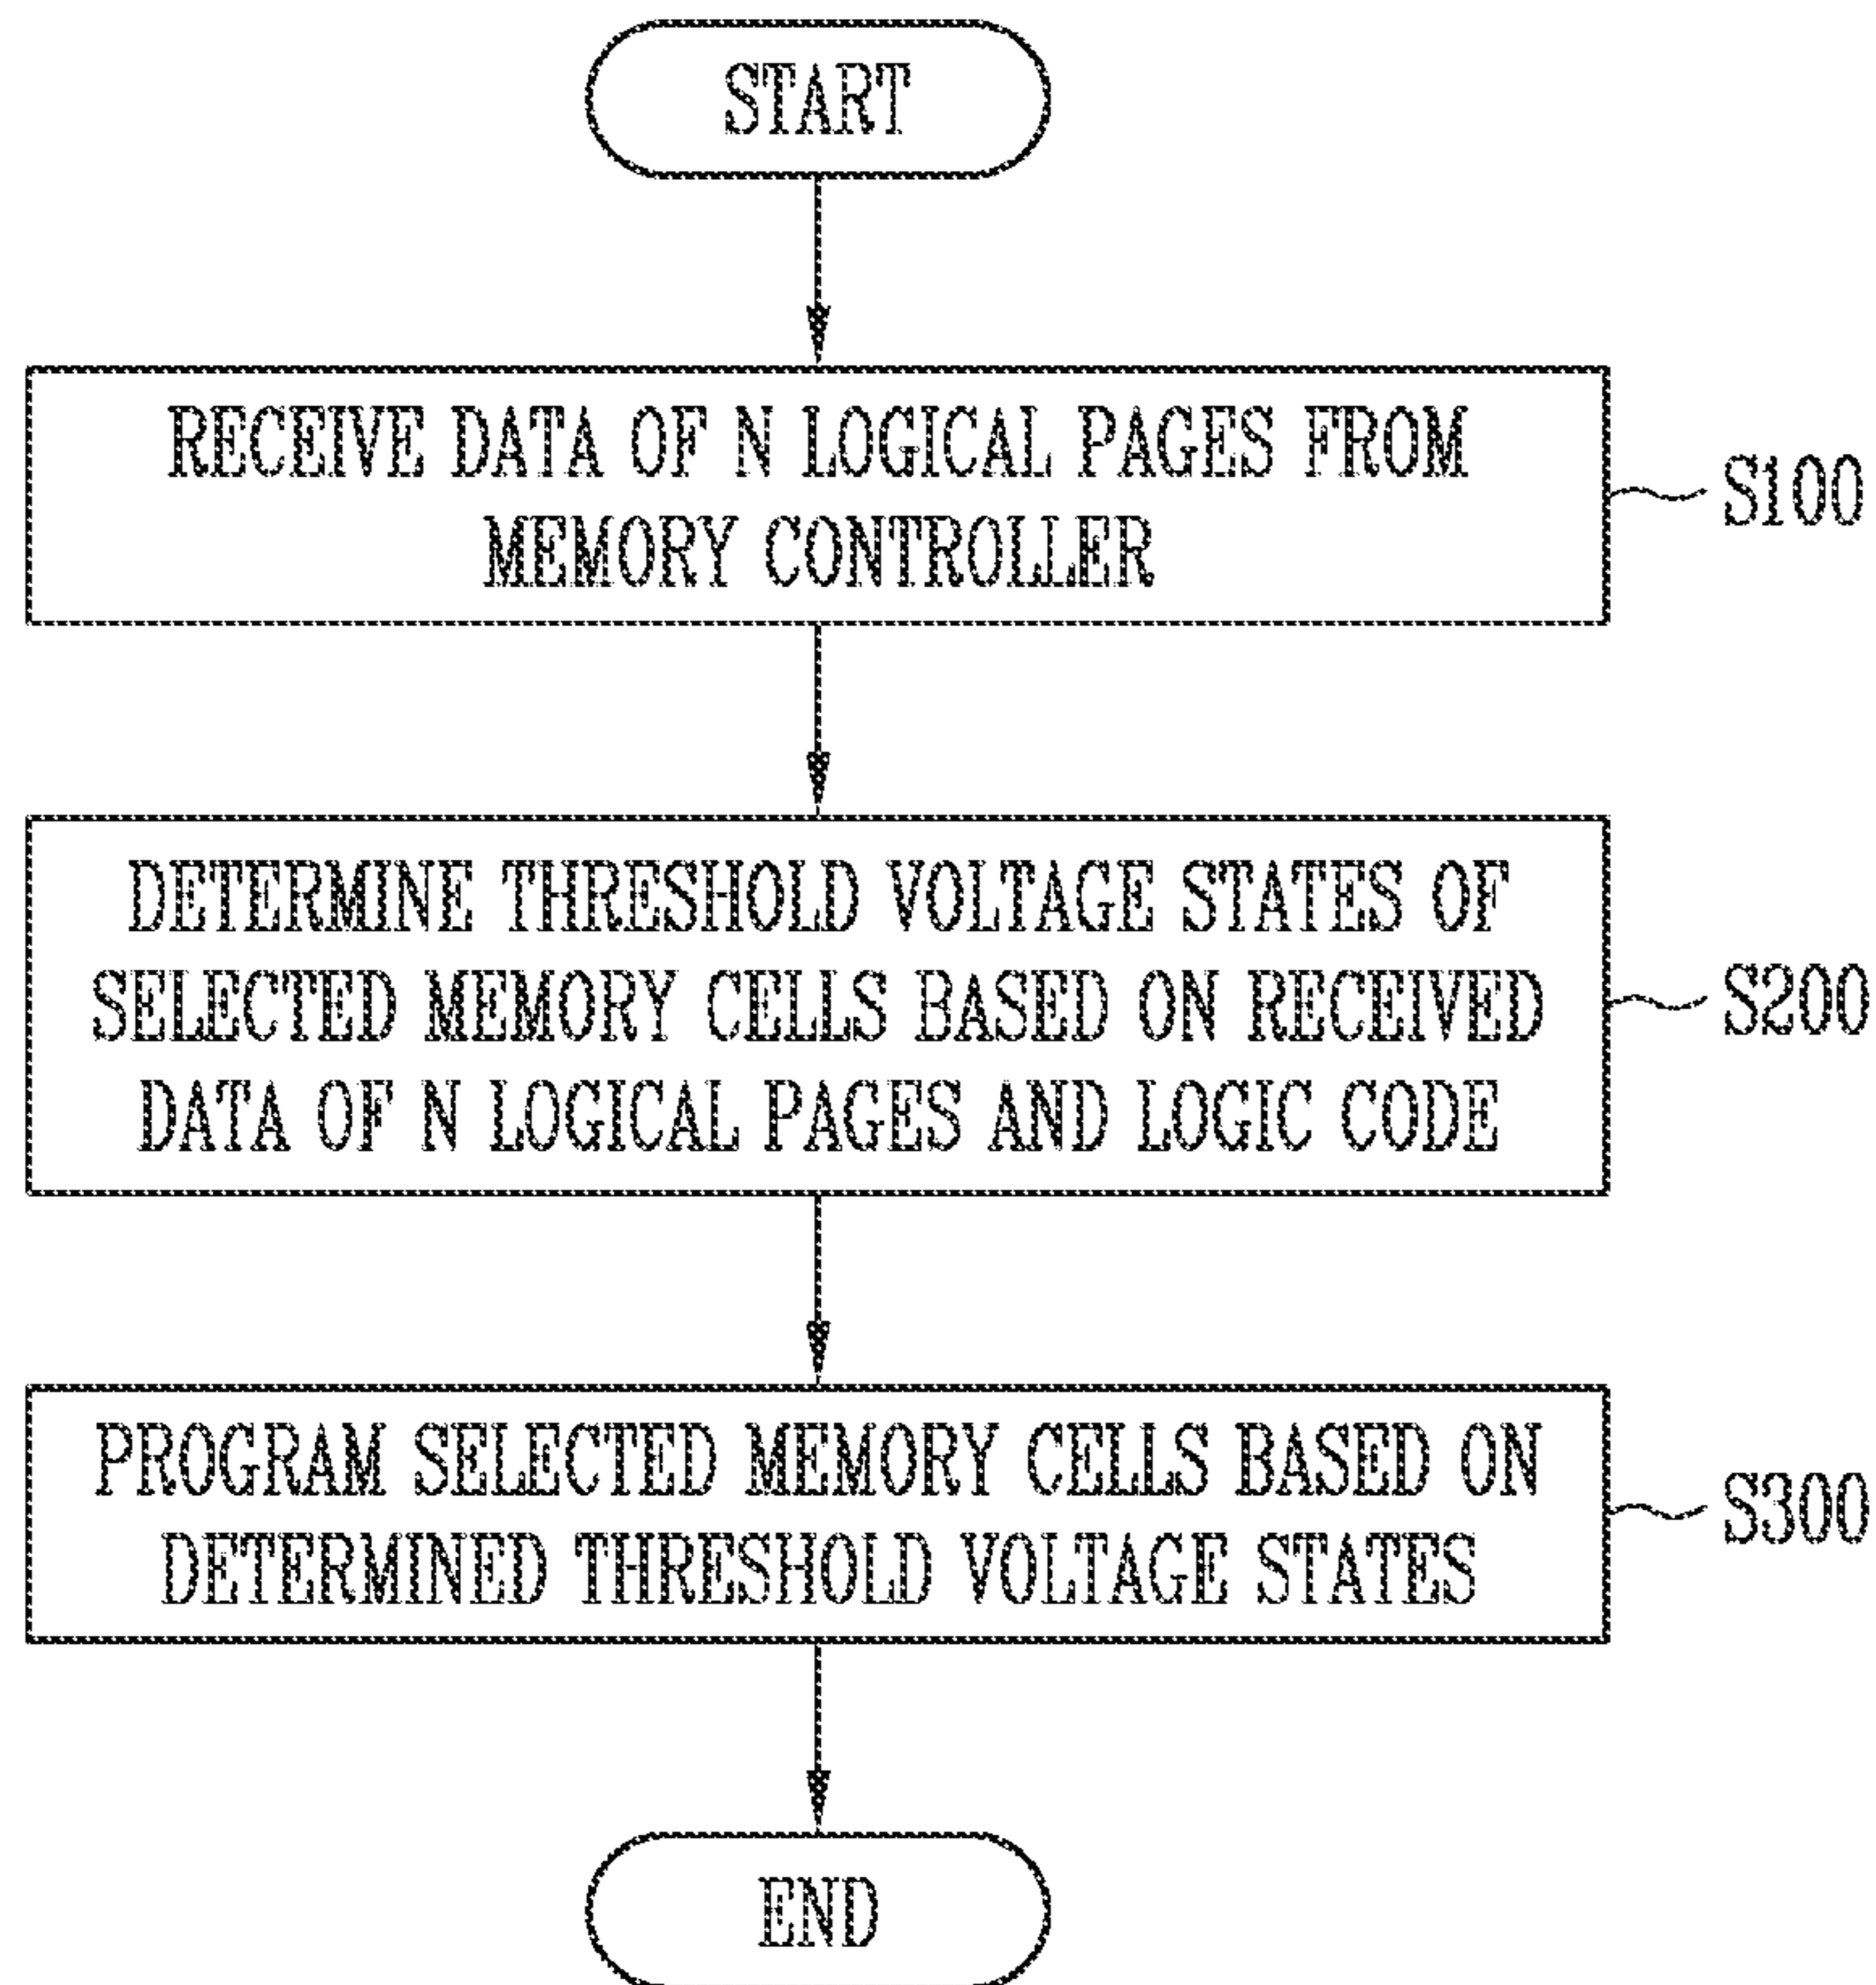 START
RECEIVE DATA OF N LOGICAL PAGES FROM
MEMORY CONTROLLER
S100
DETERMINE THRESHOLD VOLTAGE STATES OF
SELECTED MEMORY CELLS BASED ON RECEIVED
DATA OF N LOGICAL PAGES AND LOGIC CODE
S200
PROGRAM SELECTED MEMORY CELLS BASED ON
DETERMINED THRESHOLD VOLTAGE STATES
S300
END